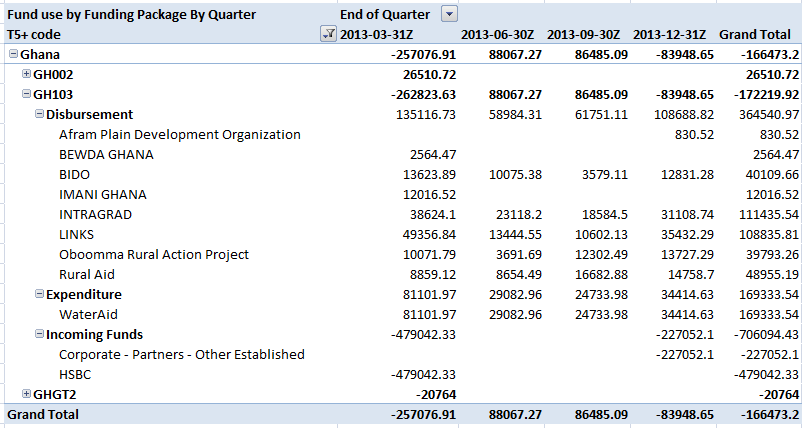 Fund use by Funding Package By Quarter End of Quarter
T5+ code 2013-03-31Z 2013-06-30Z 2013-09-30Z 2013-12-31Z Grand Total
Ghana -257076.91 88067.27 86485.09 -83948.65 -166473.2
GH002 26510.72 26510.72
GH103 -262823.63 88067.27 86485.09 -83948.65 -172219.92
Disbursement 135116.73 58984.31 61751.11 108688.82 364540.97
Afram Plain Development Organization 830.52 830.52
BEWDA GHANA 2564.47 2564.47
BIDO 13623.89 10075.38 3579.11 12831.28 40109.66
IMANI GHANA 12016.52 12016.52
INTRAGRAD 38624.1 23118.2 18584.5 31108.74 111435.54
LINKS 49356.84 13444.55 10602.13 35432.29 108835.81
Oboomma Rural Action Project 10071.79 3691.69 12302.49 13727.29 39793.26
Rural Aid 8859.12 8654.49 16682.88 14758.7 48955.19
Expenditure 81101.97 29082.96 24733.98 34414.63 169333.54
WaterAid 81101.97 29082.96 24733.98 34414.63 169333.54
Incoming Funds -479042.33 -227052.1 -706094.43
Corporate - Partners - Other Established -227052.1 -227052.1
HSBC -479042.33 -479042.33
GHGT2 -20764 -20764
Grand Total -257076.91 88067.27 86485.09 -83948.65 -166473.2